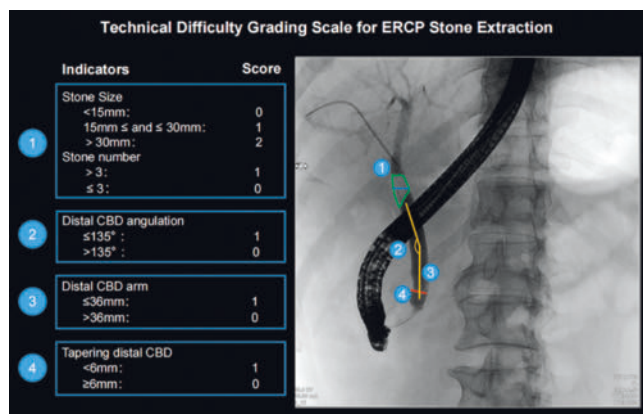 Technical Difficulty Grading Scale for ERCP Stone Extraction
Indicators Score
1
Stone Size
<15mm: 0
15mm ≤ and ≤ 30mm: 1
> 30mm: 2
Stone number
> 3: 1
≤ 3: 0
2
Distal CBD angulation
≤135° : 1
>135° : 0
3
Distal CBD arm
≤36mm: 1
>36mm: 0
4
Tapering distal CBD
<6mm: 1
≥6mm: 0
1
2
3
4